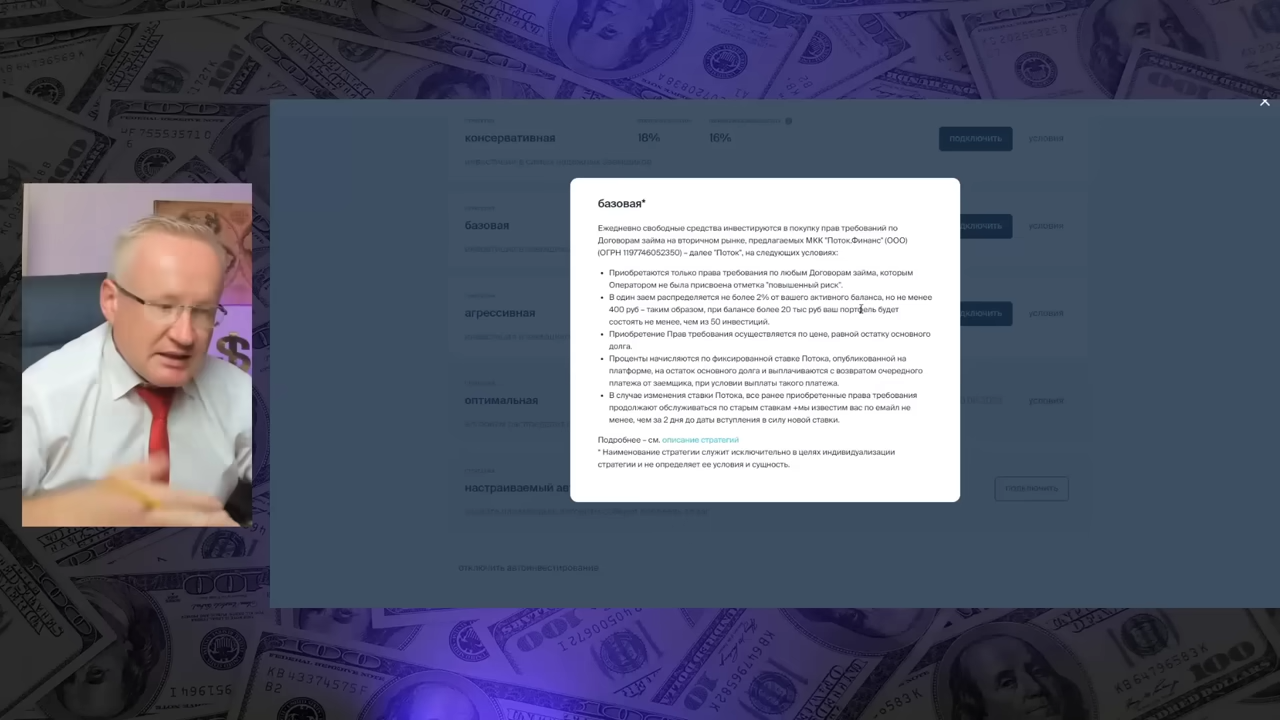 консервативная
18%
16%
подключить
условия
базовая*
Ежедневно свободные средства инвестируются в покупку прав требований по
Договорам займа на вторичном рынке, предлагаемых МКК "Поток.Финанс" (ООО)
(ОГРН 1197746052350) – далее "Поток", на следующих условиях:
• Приобретаются только права требования по любым Договорам займа, которым
Оператором не была присвоена отметка "повышенный риск".
• В один заем распределяется не более 2% от вашего активного баланса, но не менее
400 руб – таким образом, при балансе более 20 тыс руб ваш портфель будет
состоять не менее, чем из 50 инвестиций.
• Приобретение Прав требования осуществляется по цене, равной остатку основного
долга.
• Проценты начисляются по фиксированной ставке Потока, опубликованной на
платформе, на остаток основного долга и выплачиваются с возвратом очередного
платежа от заемщика, при условии выплаты такого платежа.
• В случае изменения ставки Потока, все ранее приобретенные права требования
продолжают обслуживаться по старым ставкам +мы известим вас по емайл не
менее, чем за 2 дня до даты вступления в силу новой ставки.
Подробнее - см. описание стратегий
* Наименование стратегии служит исключительно в целях индивидуализации
стратегии и не определяет ее условия и сущность.
базовая
ключить
условия
агрессивная
ключить
условия
оптимальная
условия
настраиваемый ав
подключить
отключить автоинвестирование